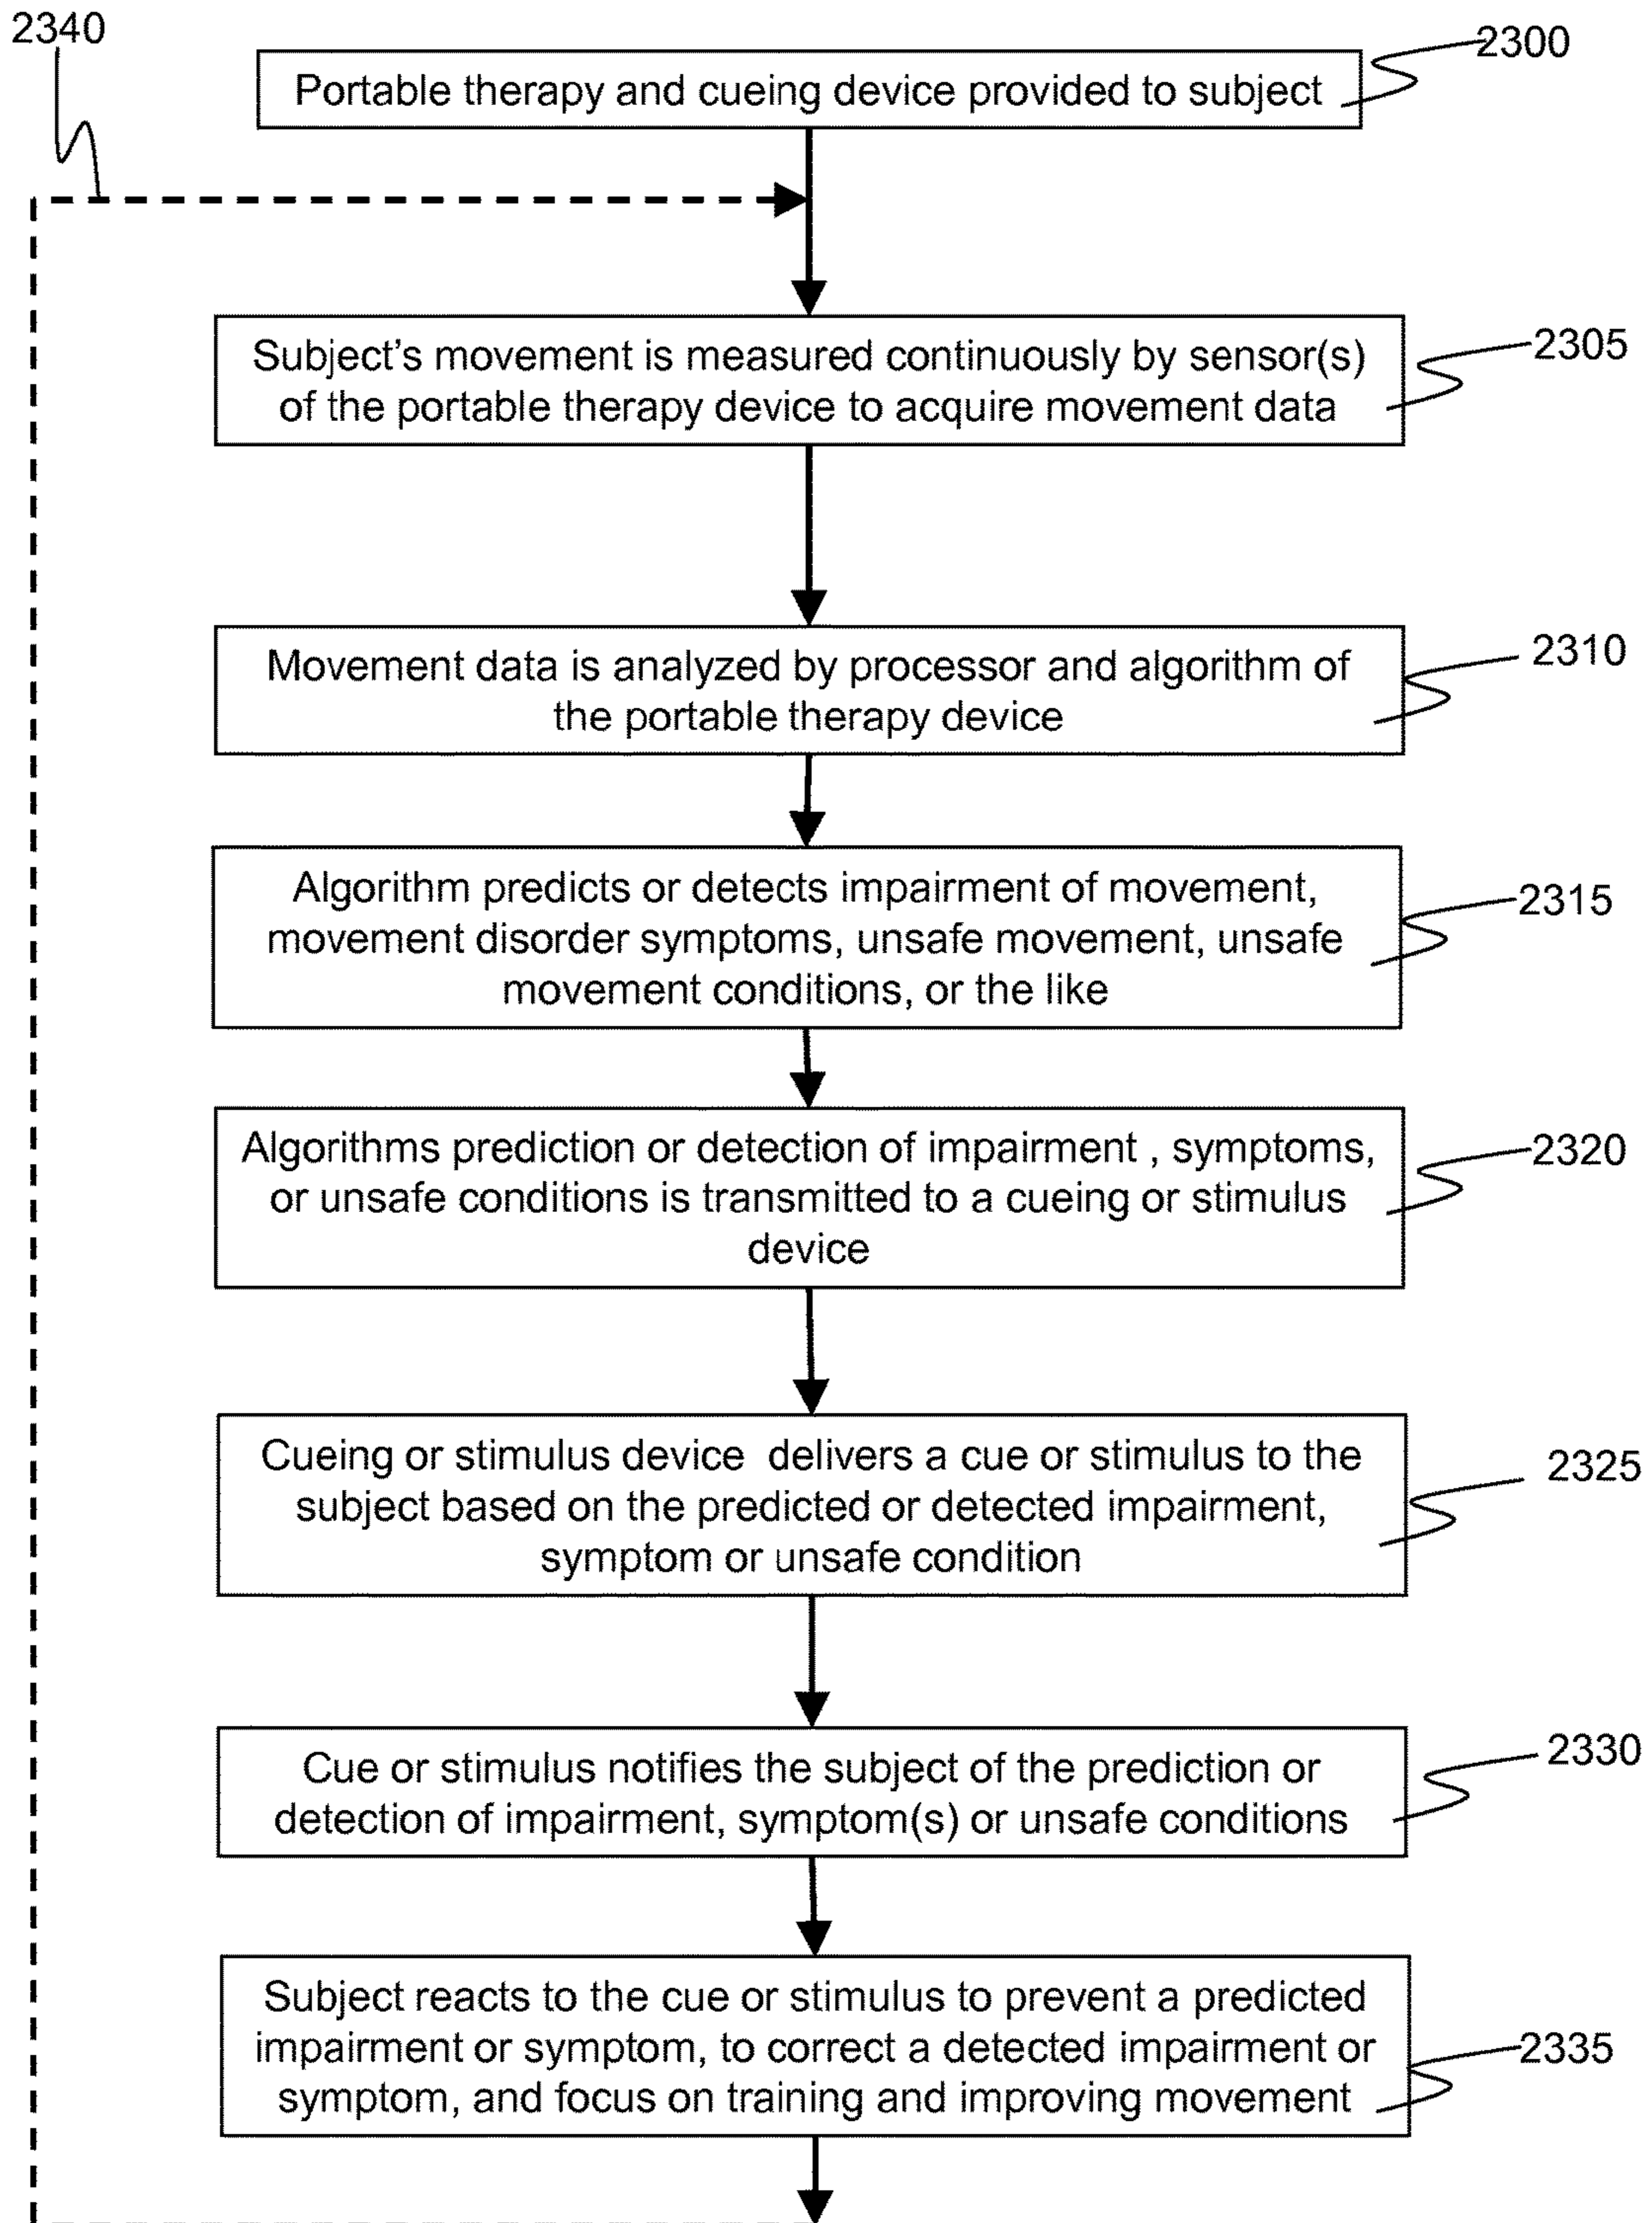 2340
2300
Portable therapy and cueing device provided to subject
Subject's movement is measured continuously by sensor(s)
of the portable therapy device to acquire movement data
2305
Movement data is analyzed by processor and algorithm of
the portable therapy device
2310
Algorithm predicts or detects impairment of movement,
movement disorder symptoms, unsafe movement, unsafe
movement conditions, or the like
2315
Algorithms prediction or detection of impairment , symptoms,
or unsafe conditions is transmitted to a cueing or stimulus
device
2320
Cueing or stimulus device  delivers a cue or stimulus to the
subject based on the predicted or detected impairment,
symptom or unsafe condition
2325
Cue or stimulus notifies the subject of the prediction or
detection of impairment, symptom(s) or unsafe conditions
2330
Subject reacts to the cue or stimulus to prevent a predicted
impairment or symptom, to correct a detected impairment or
symptom, and focus on training and improving movement
2335